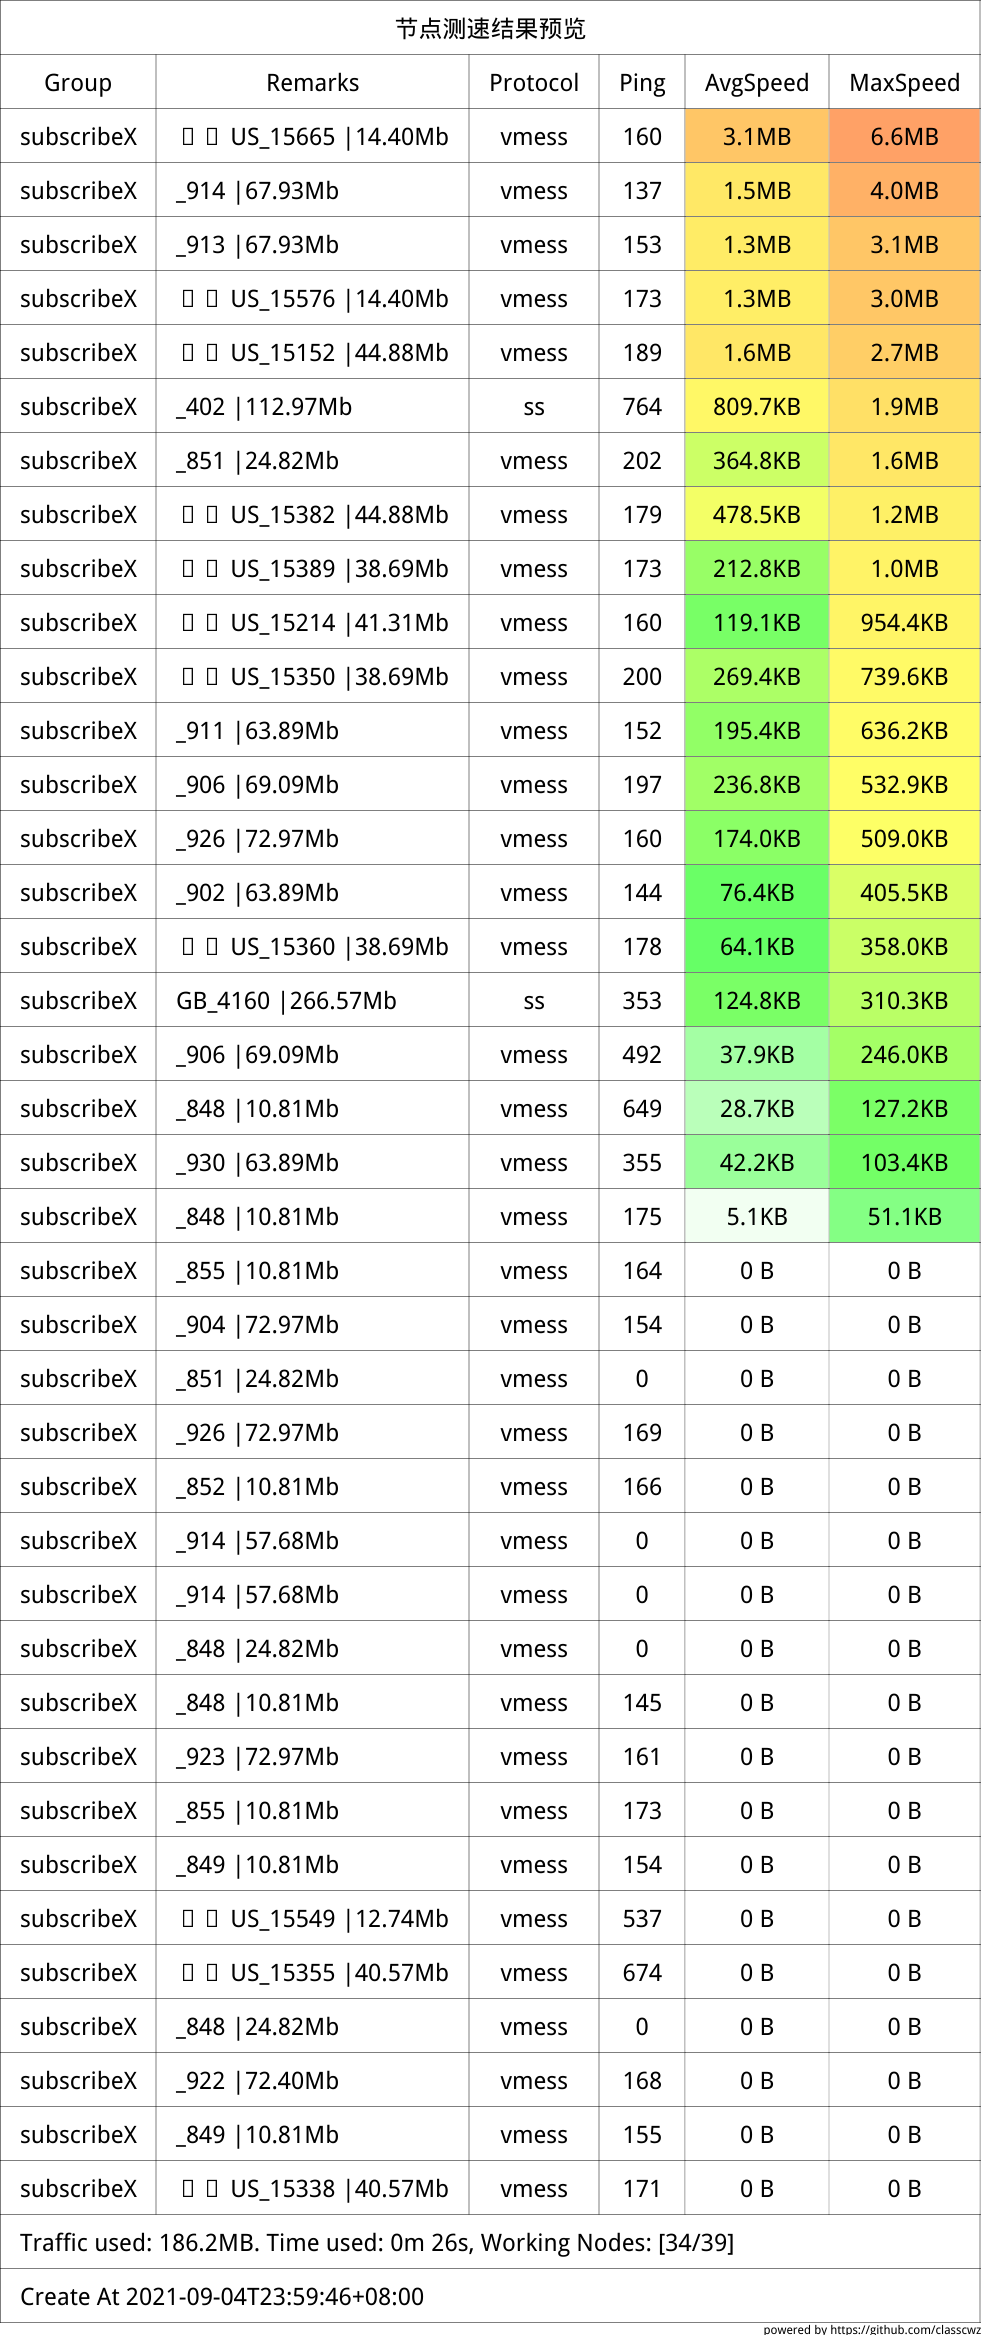 节点测速结果预览
Group Remarks Protocol Ping AvgSpeed MaxSpeed
subscribeX US_15665 |14.40Mb vmess 160 3.1MB 6.6MB
subscribeX _914 |67.93Mb vmess 137 1.5MB 4.0MB
subscribeX _913 |67.93Mb vmess 153 1.3MB 3.1MB
subscribeX US_15576 |14.40Mb vmess 173 1.3MB 3.0MB
subscribeX US_15152 |44.88Mb vmess 189 1.6MB 2.7MB
subscribeX _402 |112.97Mb ss 764 809.7KB 1.9MB
subscribeX _851 |24.82Mb vmess 202 364.8KB 1.6MB
subscribeX US_15382 |44.88Mb vmess 179 478.5KB 1.2MB
subscribeX US_15389 |38.69Mb vmess 173 212.8KB 1.0MB
subscribeX US_15214 |41.31Mb vmess 160 119.1KB 954.4KB
subscribeX US_15350 |38.69Mb vmess 200 269.4KB 739.6KB
subscribeX _911 |63.89Mb vmess 152 195.4KB 636.2KB
subscribeX _906 |69.09Mb vmess 197 236.8KB 532.9KB
subscribeX _926 |72.97Mb vmess 160 174.0KB 509.0KB
subscribeX _902 |63.89Mb vmess 144 76.4KB 405.5KB
subscribeX US_15360 |38.69Mb vmess 178 64.1KB 358.0KB
subscribeX GB_4160 |266.57Mb ss 353 124.8KB 310.3KB
subscribeX _906 |69.09Mb vmess 492 37.9KB 246.0KB
subscribeX _848 |10.81Mb vmess 649 28.7KB 127.2KB
subscribeX _930 |63.89Mb vmess 355 42.2KB 103.4KB
subscribeX _848 |10.81Mb vmess 175 5.1KB 51.1KB
subscribeX _855 |10.81Mb vmess 164 0 B 0 B
subscribeX _904 |72.97Mb vmess 154 0 B 0 B
subscribeX _851 |24.82Mb vmess 0 0 B 0 B
subscribeX _926 |72.97Mb vmess 169 0 B 0 B
subscribeX _852 |10.81Mb vmess 166 0 B 0 B
subscribeX _914 |57.68Mb vmess 0 0 B 0 B
subscribeX _914 |57.68Mb vmess 0 0 B 0 B
subscribeX _848 |24.82Mb vmess 0 0 B 0 B
subscribeX _848 |10.81Mb vmess 145 0 B 0 B
subscribeX _923 |72.97Mb vmess 161 0 B 0 B
subscribeX _855 |10.81Mb vmess 173 0 B 0 B
subscribeX _849 |10.81Mb vmess 154 0 B 0 B
subscribeX US_15549 |12.74Mb vmess 537 0 B 0 B
subscribeX US_15355 |40.57Mb vmess 674 0 B 0 B
subscribeX _848 |24.82Mb vmess 0 0 B 0 B
subscribeX _922 |72.40Mb vmess 168 0 B 0 B
subscribeX _849 |10.81Mb vmess 155 0 B 0 B
subscribeX US_15338 |40.57Mb vmess 171 0 B 0 B
Traffic used: 186.2MB. Time used: 0m 26s, Working Nodes: [34/39]
Create At 2021-09-04T23:59:46+08:00
powered by https://github.com/classcwz